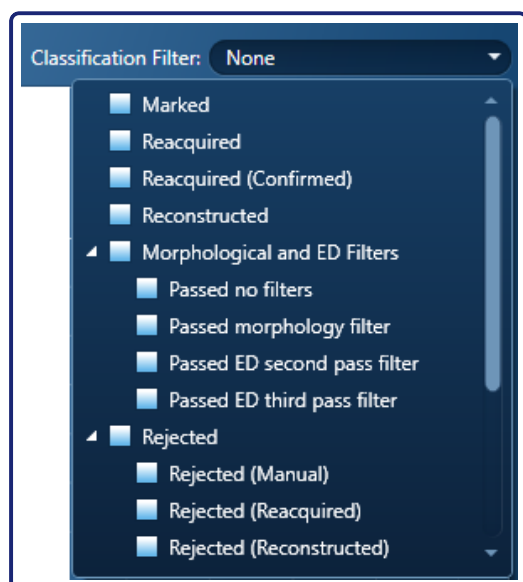 Classification Filter: None
Marked
Reacquired
Reacquired (Confirmed)
Reconstructed
Morphological and ED Filters
Passed no filters
Passed morphology filter
Passed ED second pass filter
Passed ED third pass filter
Rejected
Rejected (Manual)
Rejected (Reacquired)
Rejected (Reconstructed)